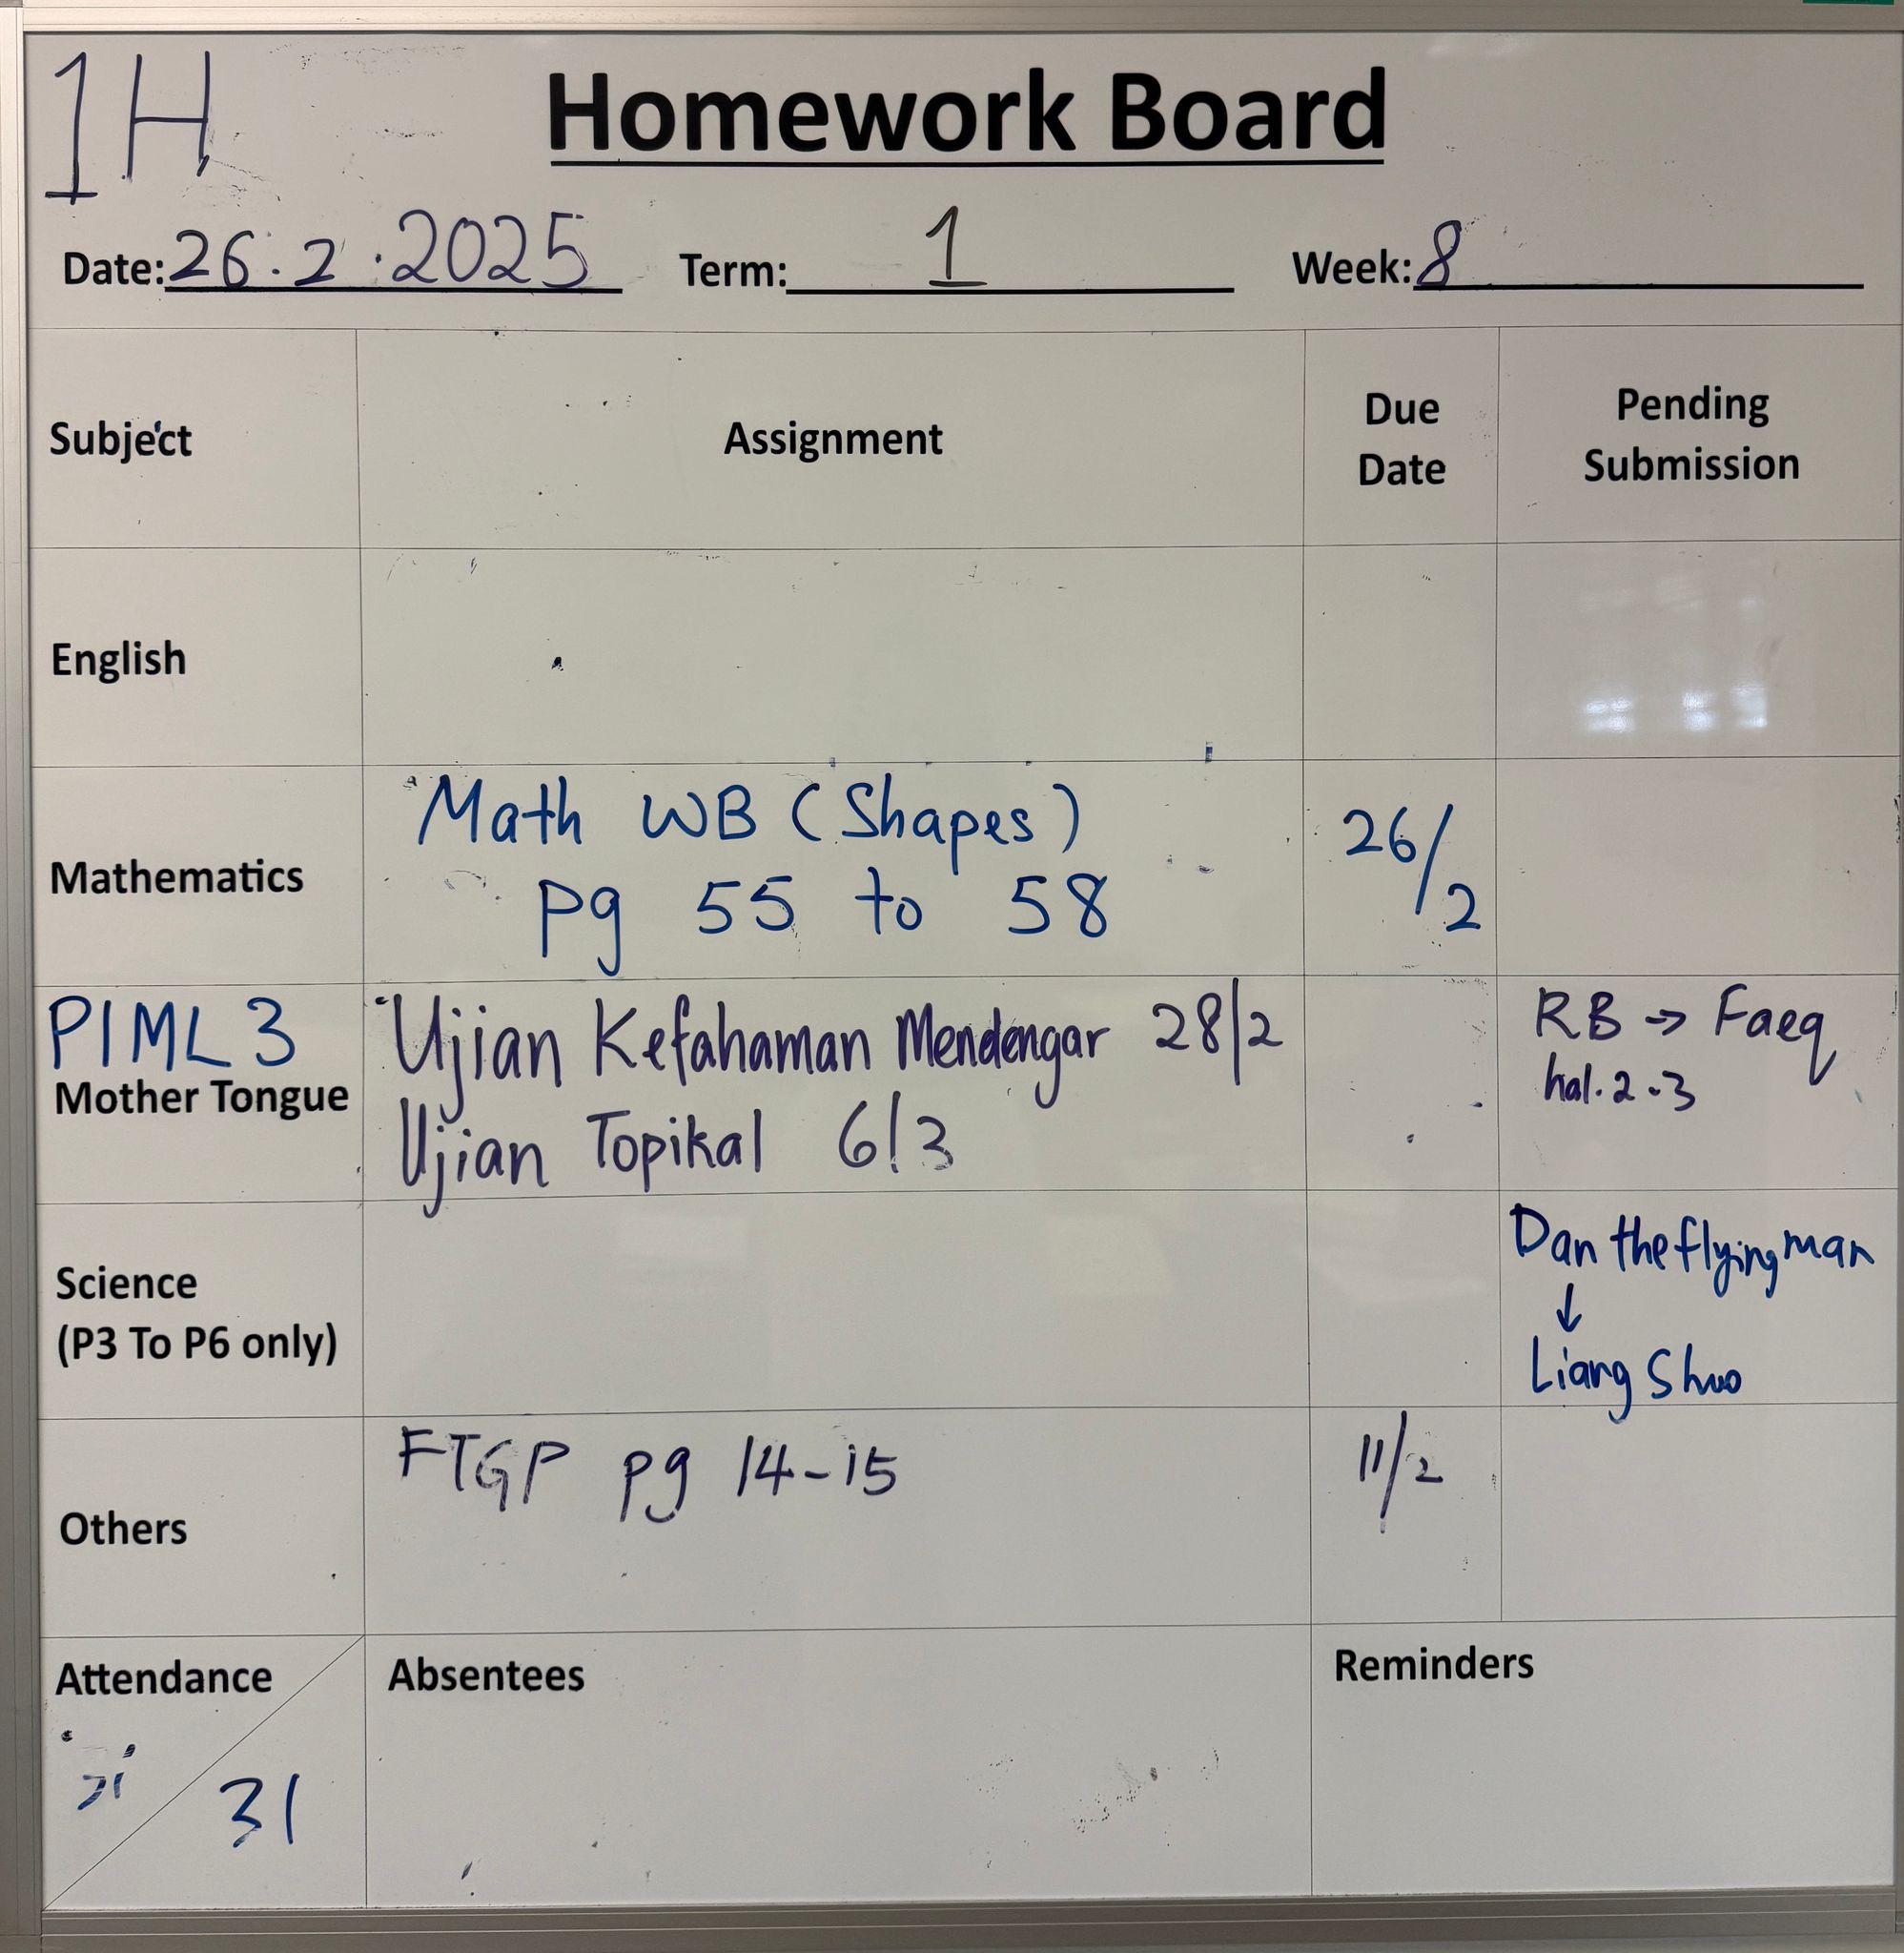 1H
Homework Board
Date: 26.2.2025 Term: 1 Week: 8
Subject Assignment Due Date Pending Submission
English
Mathematics
Math WB (Shapes)
pg 55 to 58
26/2
P1ML3
Mother Tongue
Ujian Kefahaman Mendengar 28/2
Ujian Topikal 6/3
RB → Faeq
hal. 2-3
Science
(P3 To P6 only)
Dan the flying man
↓
Liang Shuo
Others
FTGP pg 14-15
11/2
Attendance
31
Absentees
Reminders